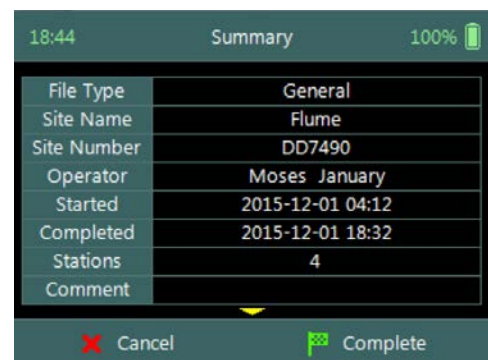 18:44 Summary 100%
File Type General
Site Name Flume
Site Number DD7490
Operator Moses January
Started 2015-12-01 04:12
Completed 2015-12-01 18:32
Stations 4
Comment
Cancel Complete